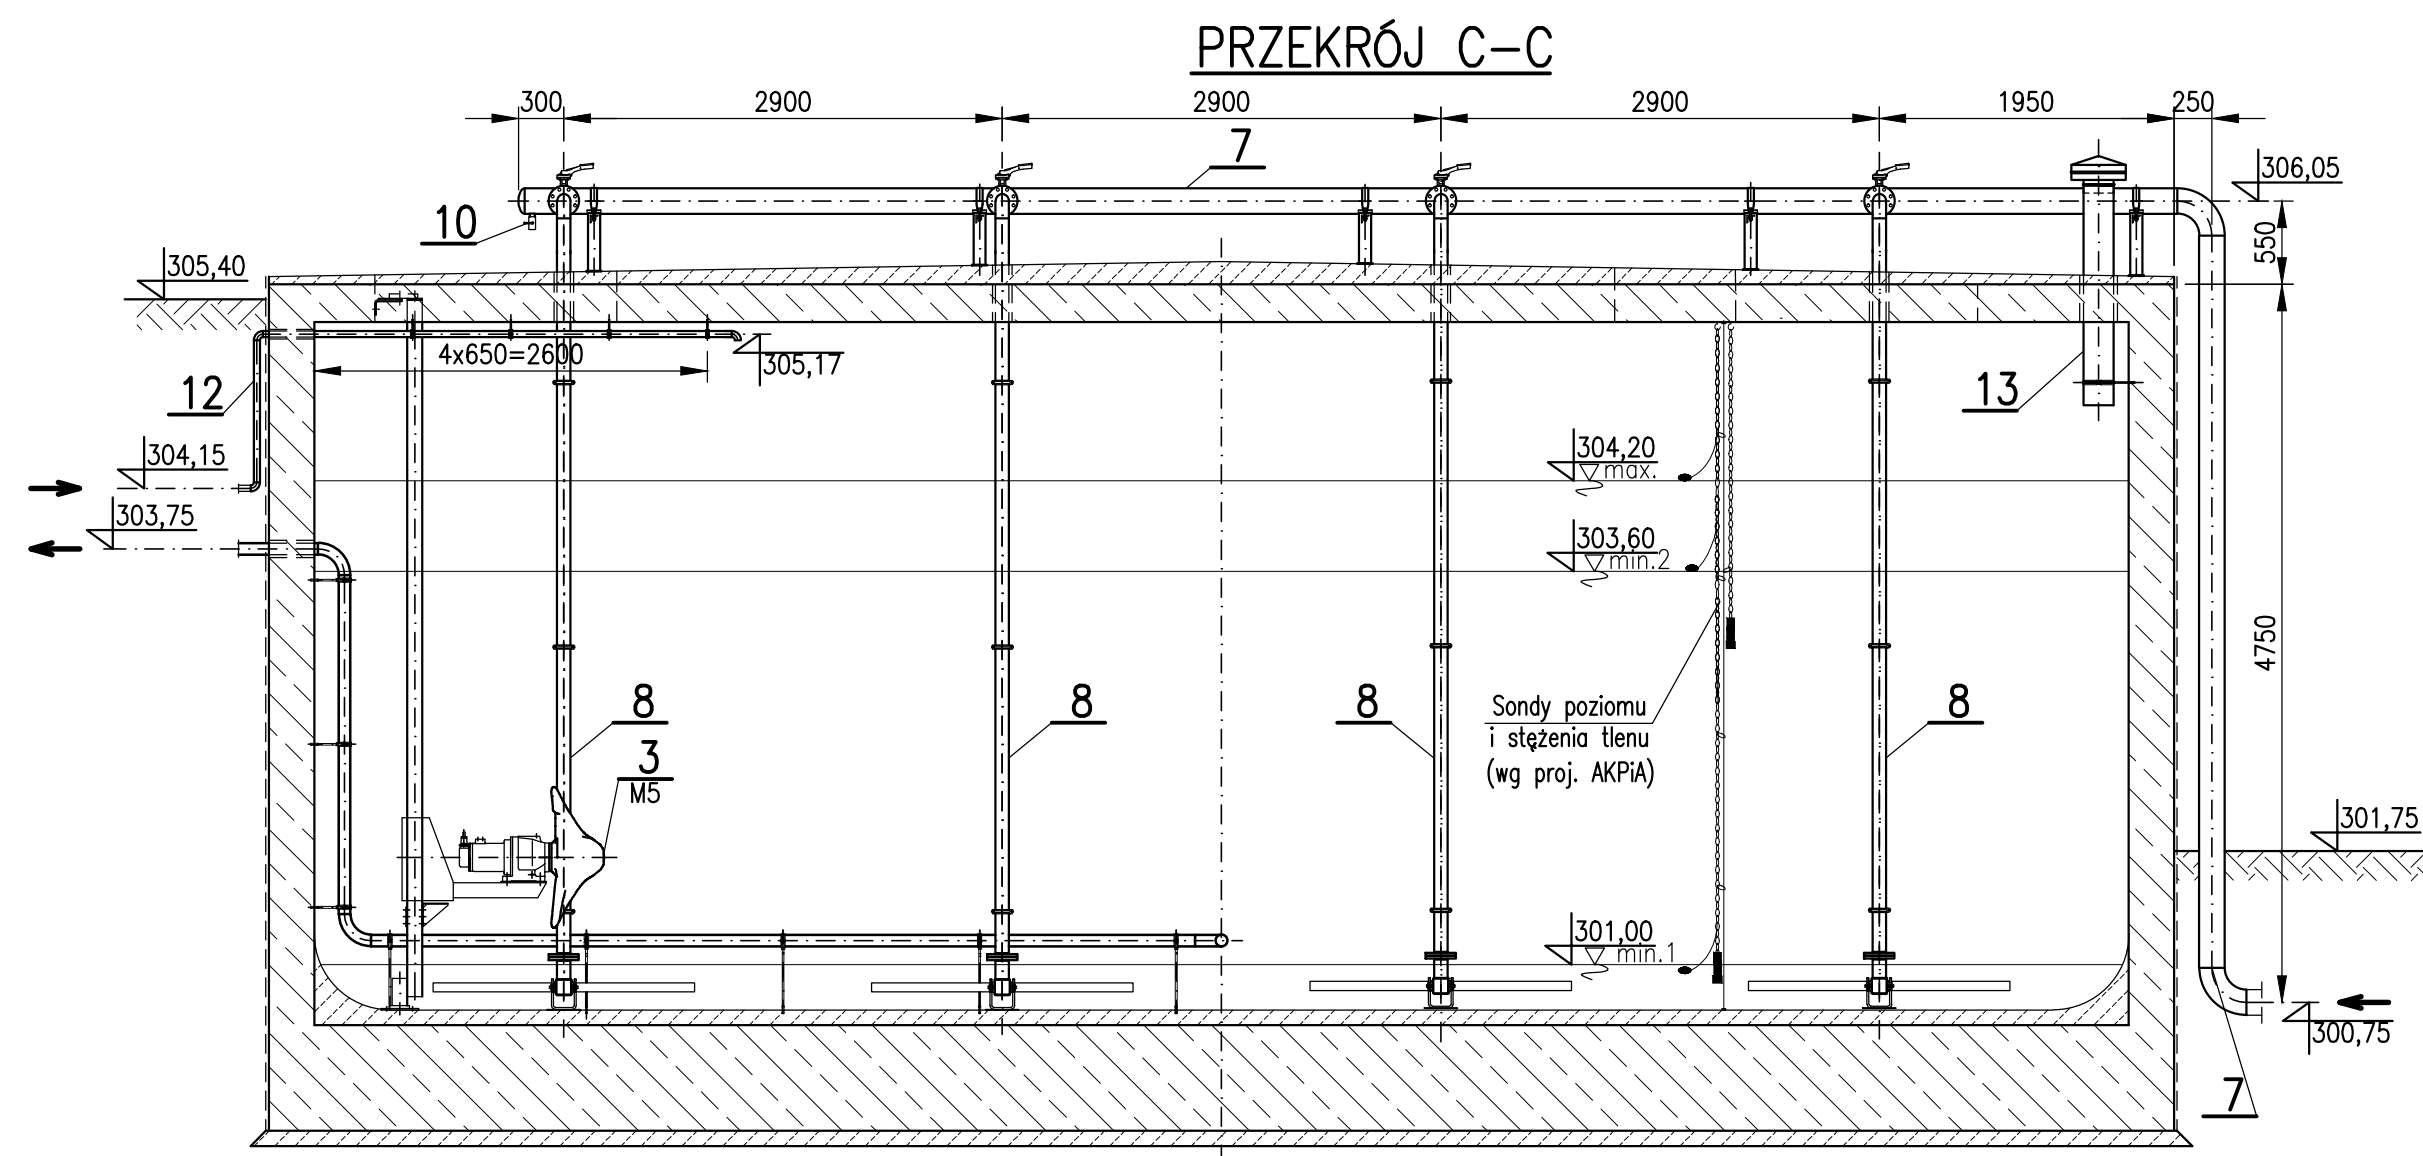 PRZEKRÓJ C-C
300 2900 2900 2900 1950 250
7
306,05
10
550
305,40
4x650=2600
305,17
12
13
304,15
304,20
max.
303,75
303,60
min.2
4750
8 8 8 8
Sondy poziomu
i stężenia tlenu
(wg proj. AKPiA)
3
M5
301,75
301,00
min.1
300,75
7